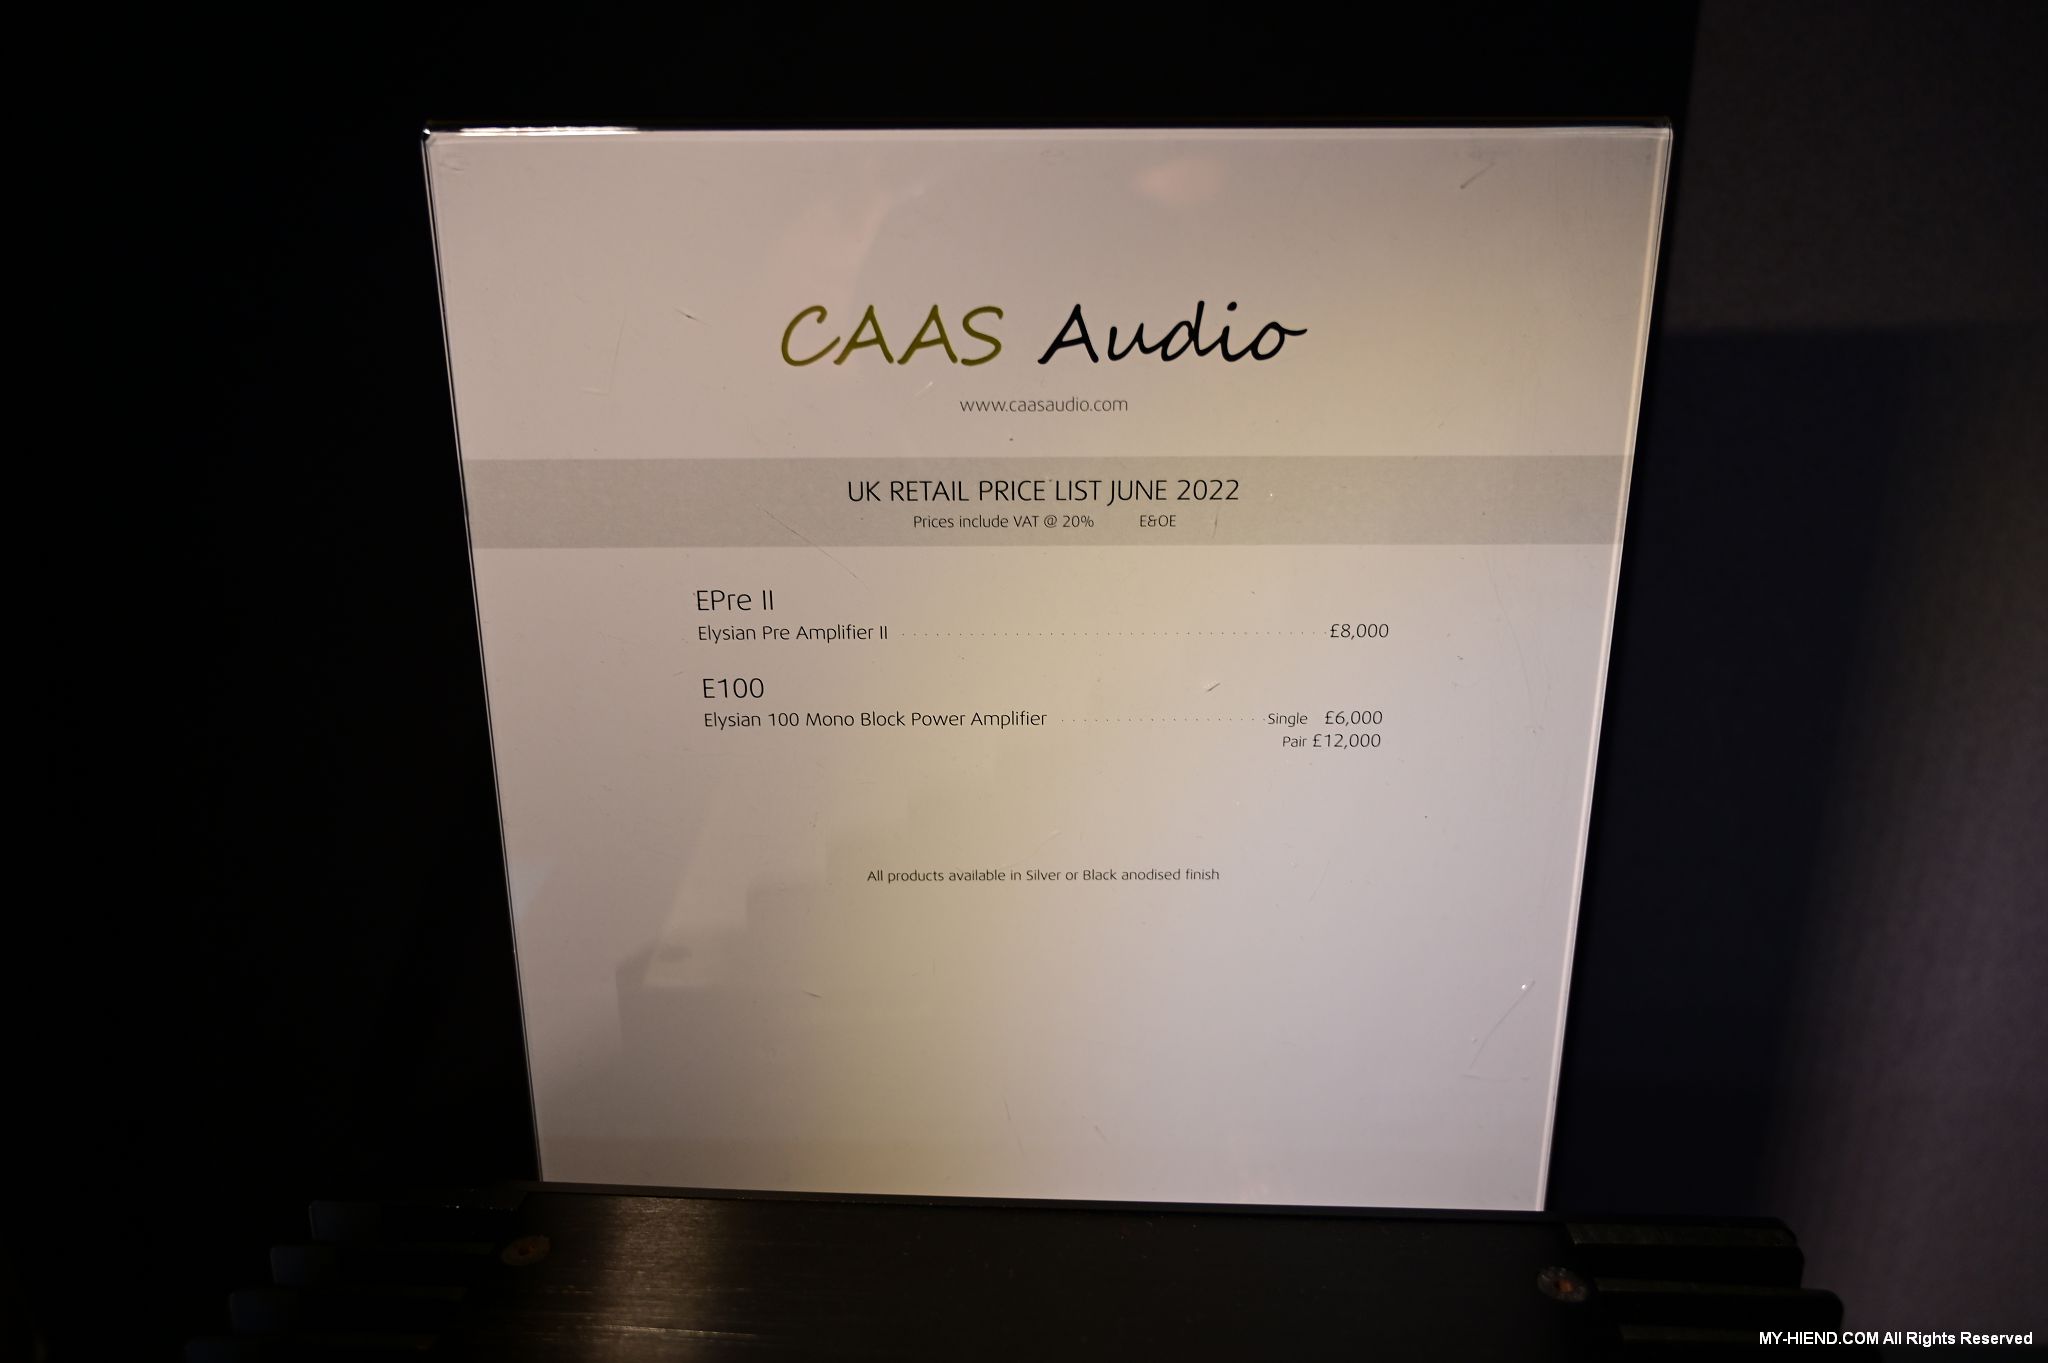 CAAS Audio
www.caasaudio.com
UK RETAIL PRICE LIST JUNE 2022
Prices include VAT @ 20% E&OE
EPre II
Elysian Pre Amplifier II . . . . . . . . . . . . . . . . . . . . . . . . . . . . . . £8,000
E100
Elysian 100 Mono Block Power Amplifier . . . . . . . . . . . . . . . Single £6,000
Pair £12,000
All products available in Silver or Black anodised finish
MY-HIEND.COM All Rights Reserved